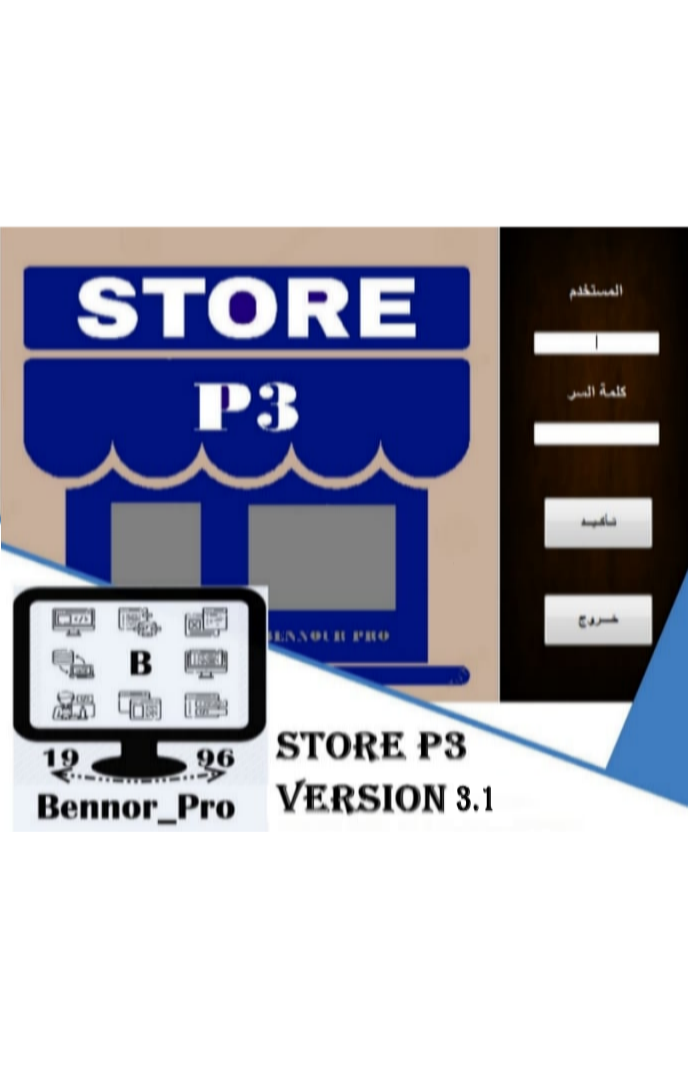 STORE
P3
BENNOUR PRO
المستخدم
كلمة السر
تأكيد
خروج
B
19 96
Bennor_Pro
STORE P3
VERSION 3.1